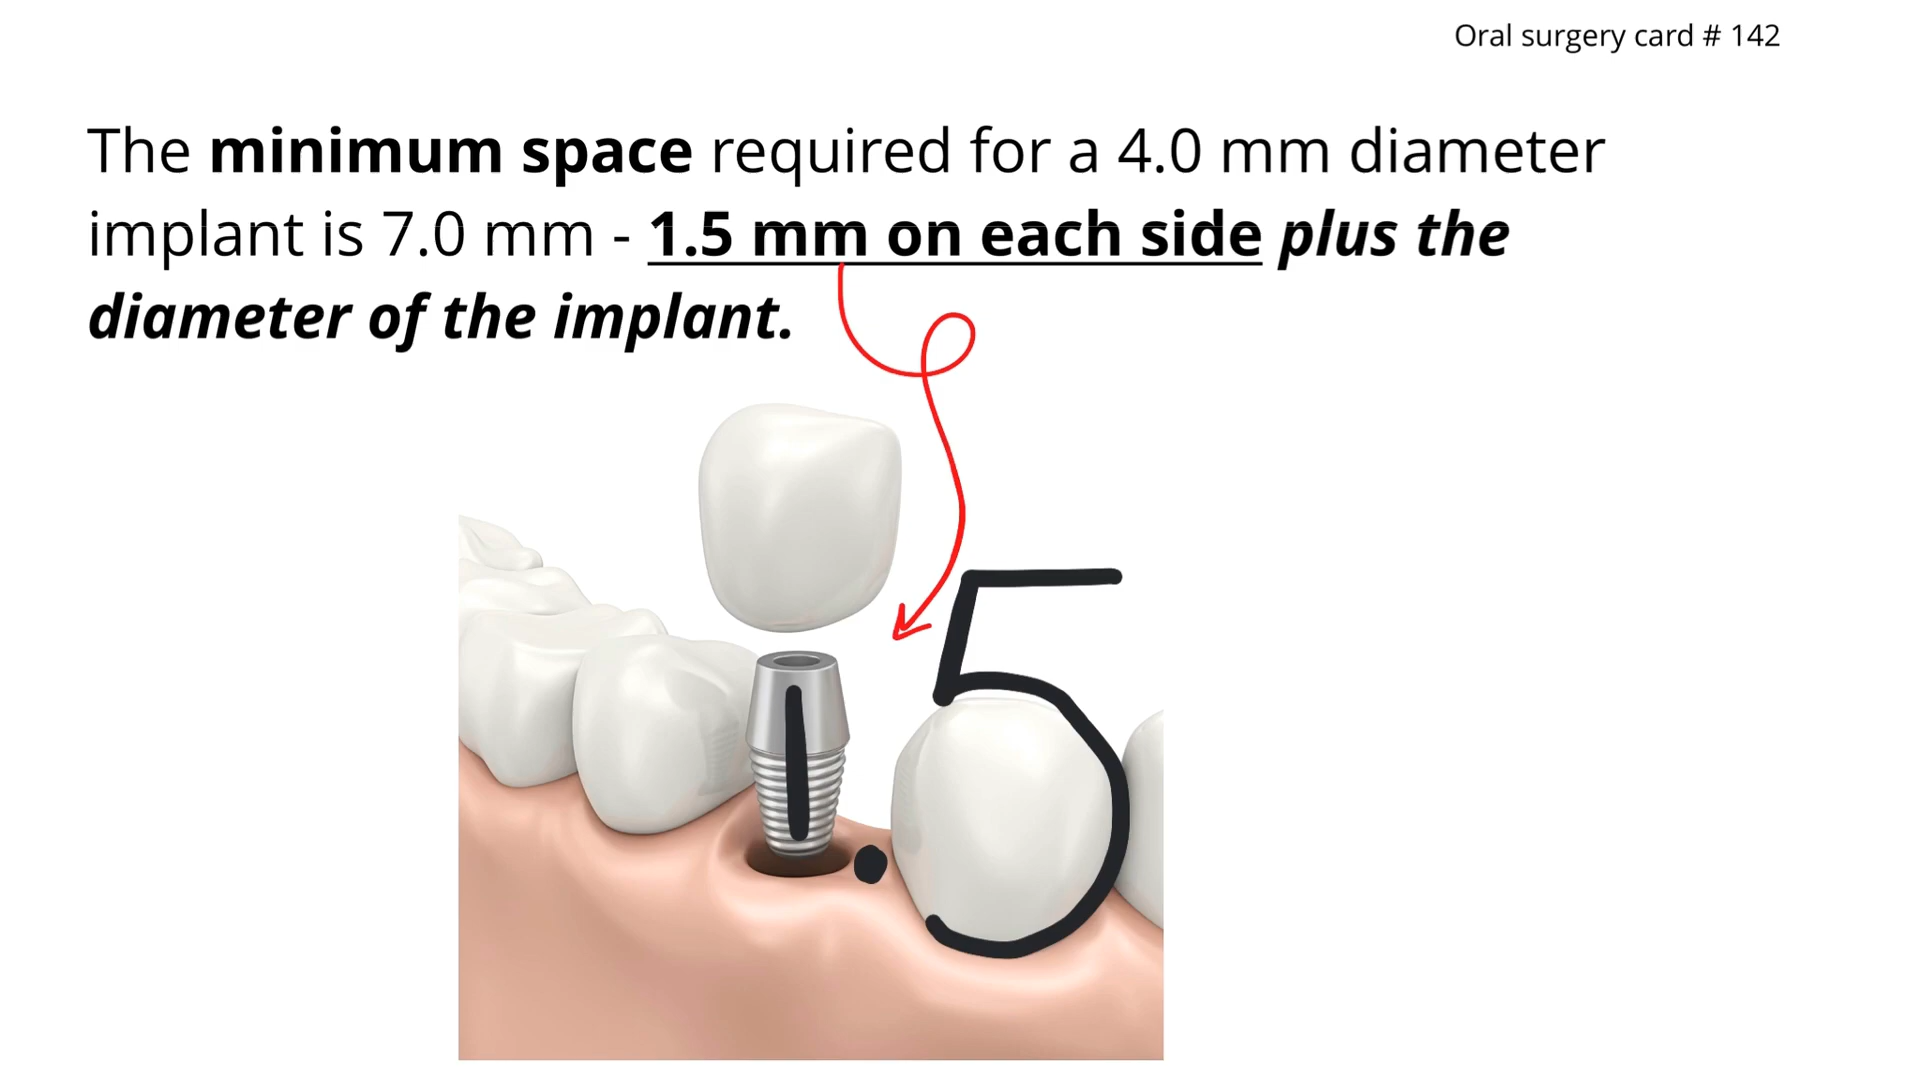 Oral surgery card # 142
The minimum space required for a 4.0 mm diameter
implant is 7.0 mm - 1.5 mm on each side plus the
diameter of the implant.
1.5